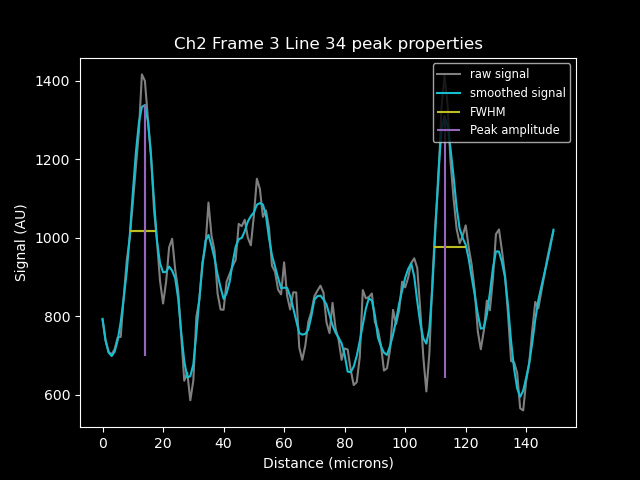 Ch2 Frame 3 Line 34 peak properties
raw signal
smoothed signal
FWHM
Peak amplitude
1400
1200
1000
800
600
Signal (AU)
0
20
40
60
80
100
120
140
Distance (microns)